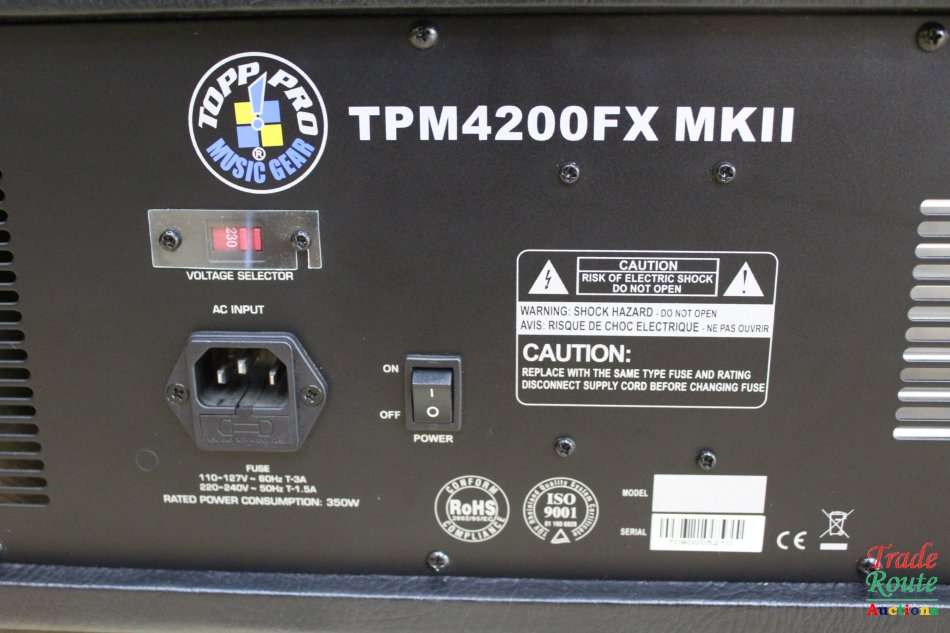 TOPP PRO
MUSIC GEAR
®
TPM4200FX MKII
230
VOLTAGE SELECTOR
AC INPUT
ON
OFF
I
O
POWER
FUSE
110-127V ~ 60Hz T-3A
220-240V ~ 50Hz T-1.5A
RATED POWER CONSUMPTION: 350W
CAUTION
RISK OF ELECTRIC SHOCK
DO NOT OPEN
WARNING: SHOCK HAZARD - DO NOT OPEN
AVIS: RISQUE DE CHOC ELECTRIQUE - NE PAS OUVRIR
CAUTION:
REPLACE WITH THE SAME TYPE FUSE AND RATING
DISCONNECT SUPPLY CORD BEFORE CHANGING FUSE
CONFORM
RoHS
2002/95/EC
COMPLIANCE
ISO
9001
MODEL
SERIAL
CE
Trade
Route
Auctions